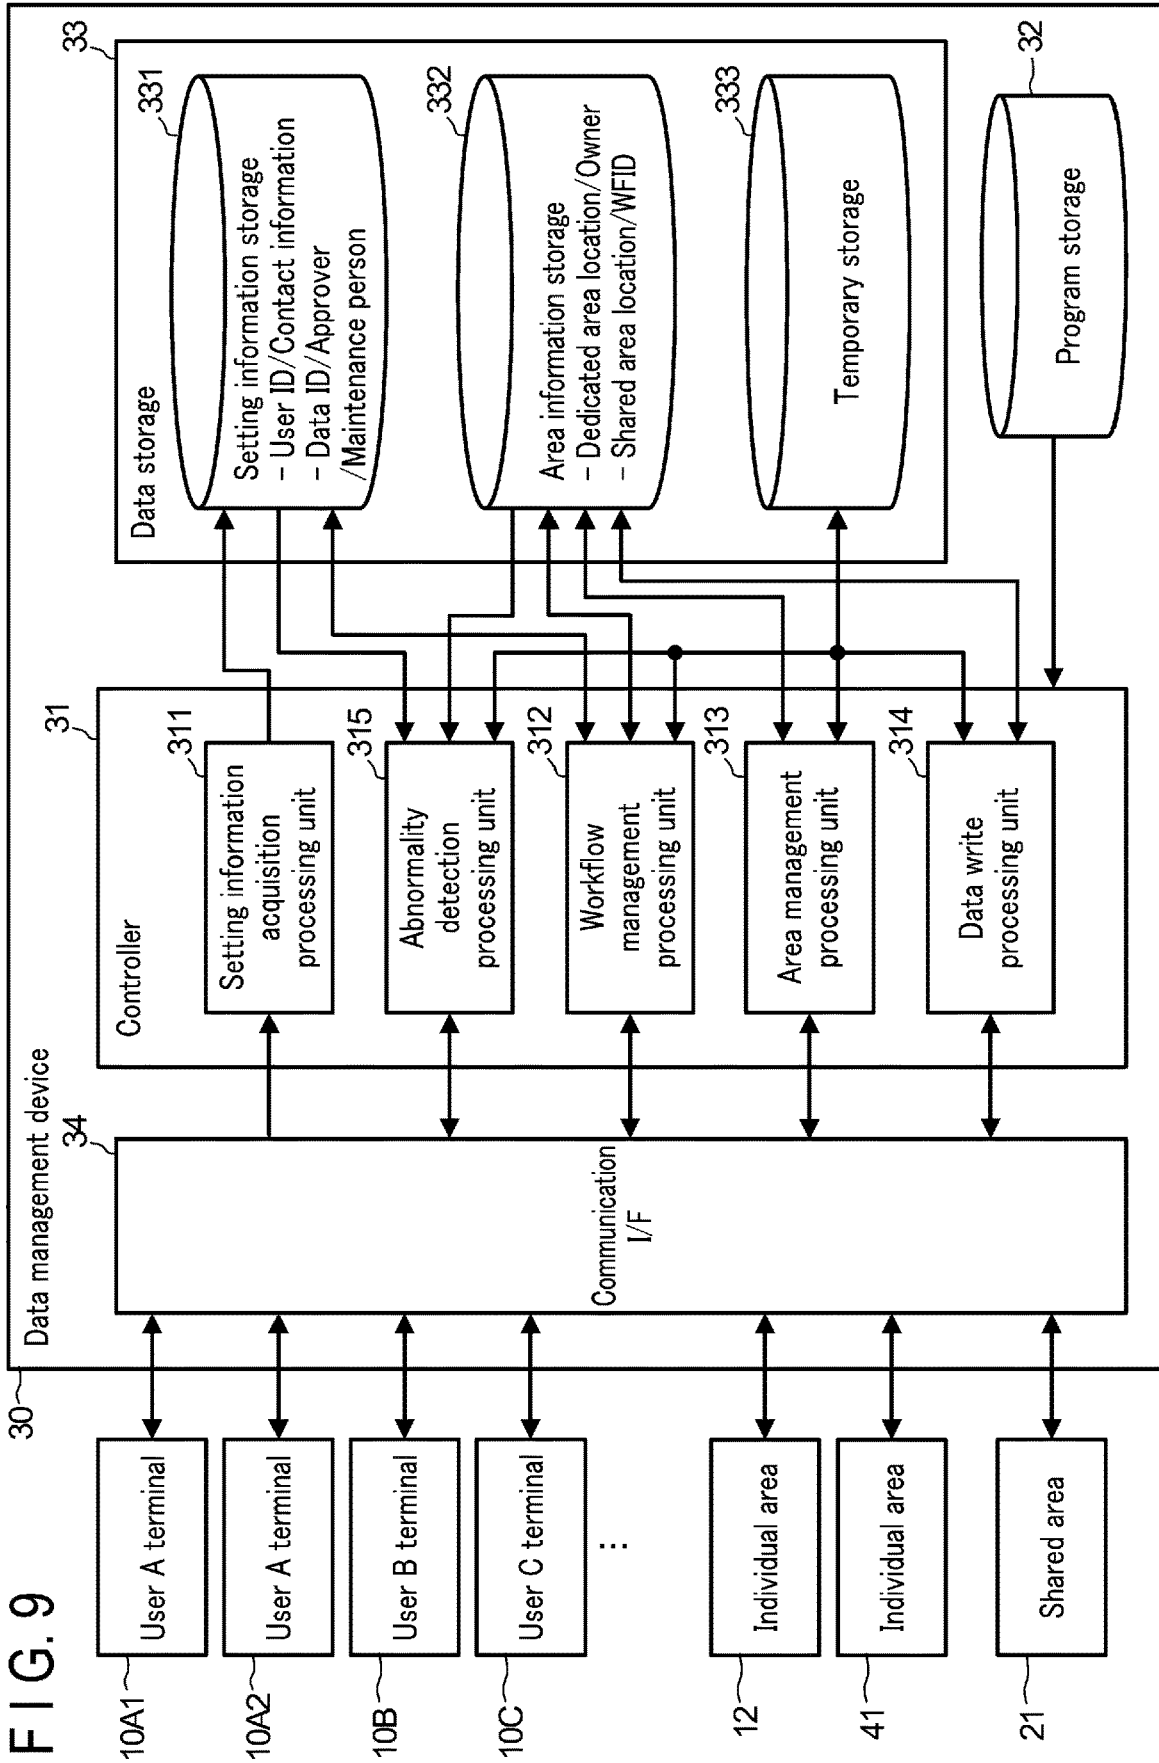 F I G. 9
30
Data management device
10A1
User A terminal
10A2
User A terminal
10B
User B terminal
10C
User C terminal
⋮
12
Individual area
41
Individual area
21
Shared area
34
Communication
I/F
31
Controller
311
Setting information
acquisition
processing unit
315
Abnormality
detection
processing unit
312
Workflow
management
processing unit
313
Area management
processing unit
314
Data write
processing unit
33
Data storage
331
Setting information storage
- User ID/Contact information
- Data ID/Approver
/Maintenance person
332
Area information storage
- Dedicated area location/Owner
- Shared area location/WFID
333
Temporary storage
32
Program storage